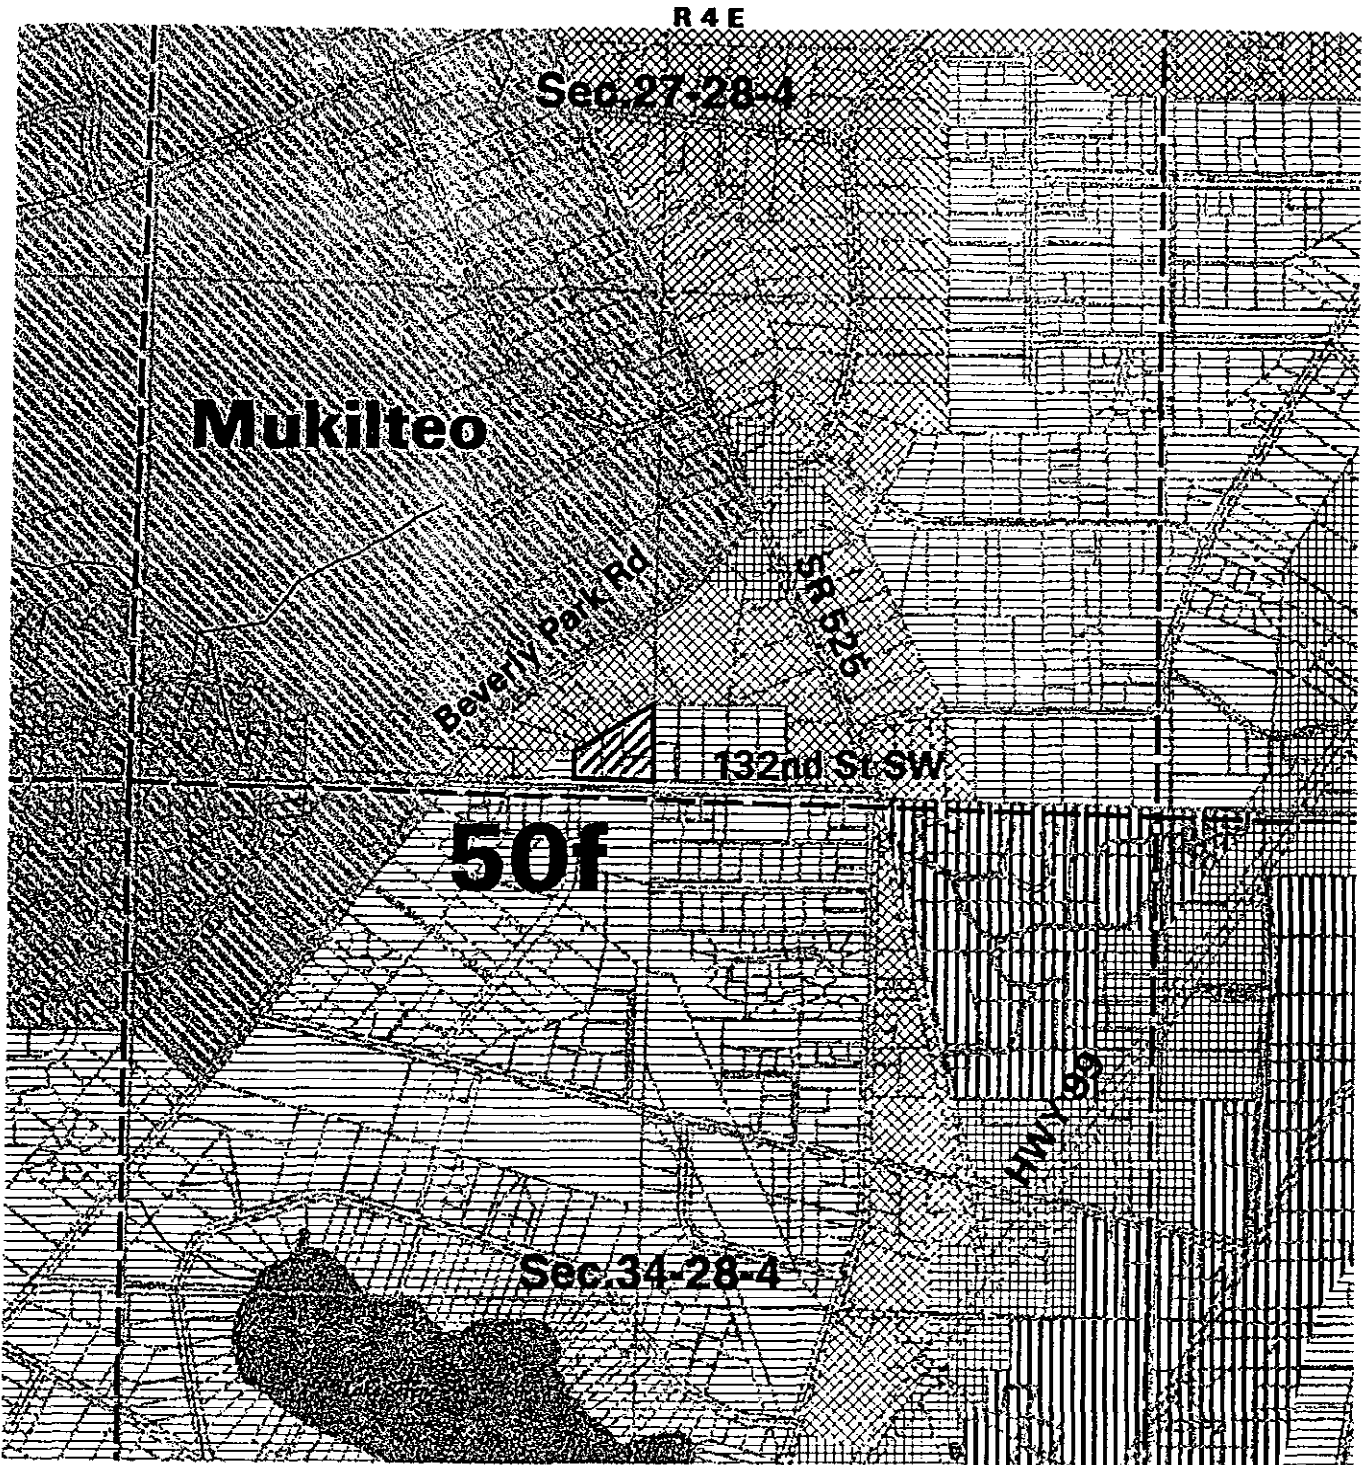 R 4 E
Sec.27-28-4
Mukilteo
Beverly Park Rd
SR 525
132nd St SW
50f
HWY 99
Sec.34-28-4